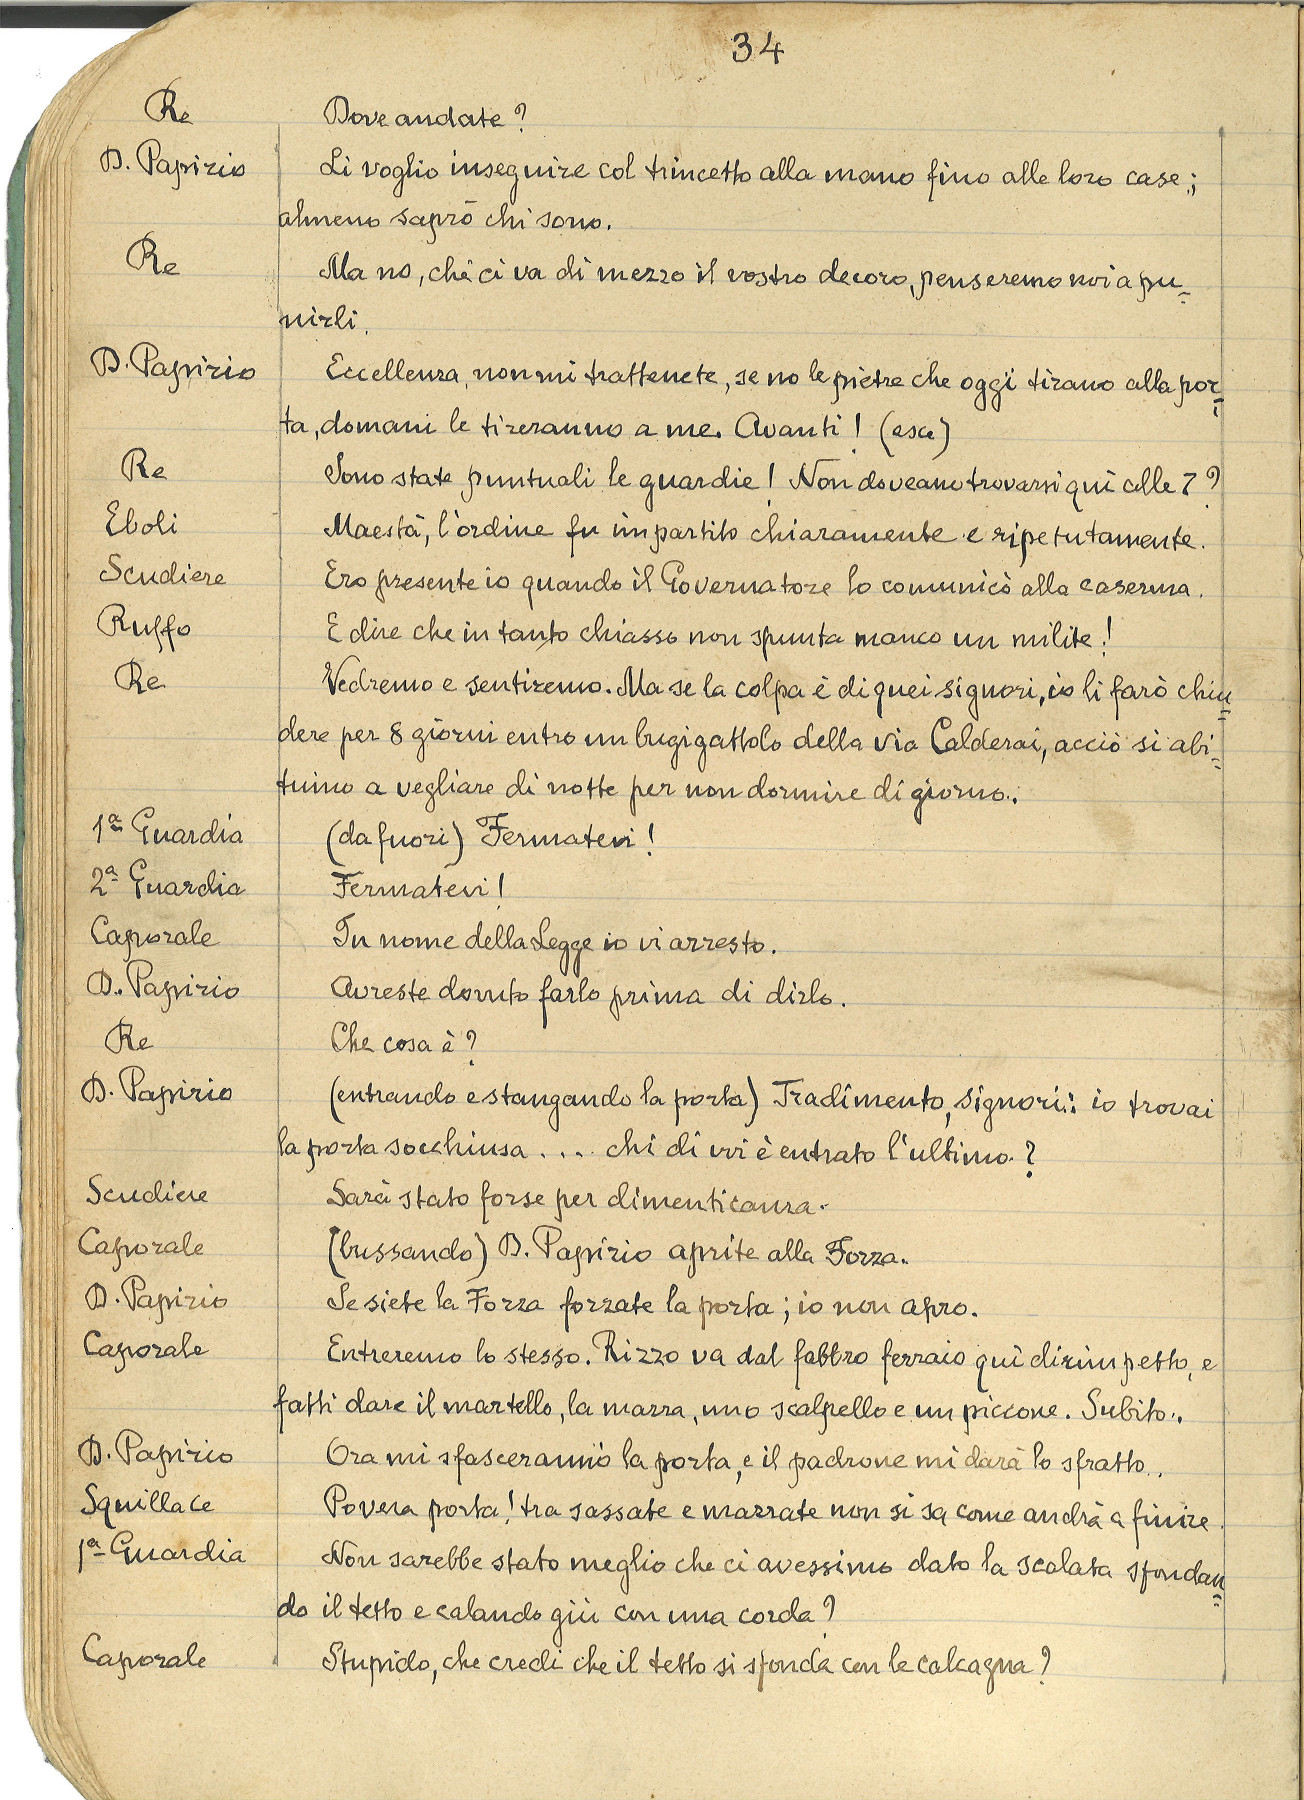 34
Re Dove andate?
D. Papirio Li voglio inseguire col trincetto alla mano fino alle loro case;
almeno saprò chi sono.
Re Ma no, chè ci va di mezzo il vostro decoro, penseremo noi a pu=
nirli.
D. Papirio Eccellenza, non mi trattenete, se no le pietre che oggi tirano alla por=
ta, domani le tireranno a me. Avanti! (esce)
Re Sono state puntuali le guardie! Non doveano trovarsi quì alle 7?
Eboli Maestà, l'ordine fu impartito chiaramente e ripetutamente.
Scudiere Ero presente io quando il Governatore lo comunicò alla caserma.
Ruffo E dire che in tanto chiasso non spunta manco un milite!
Re Vedremo e sentiremo. Ma se la colpa è di quei signori, io li farò chiu=
dere per 8 giorni entro un bugigattolo della via Calderai, acciò si abi=
tuino a vegliare di notte per non dormire di giorno.
1ª Guardia (da fuori) Fermatevi!
2ª Guardia Fermatevi!
Caporale In nome della Legge io vi arresto.
D. Papirio Avreste dovuto farlo prima di dirlo.
Re Che cosa è?
D. Papirio (entrando e stangando la porta) Tradimento, signori: io trovai
la porta socchiusa . . . . chi di voi è entrato l'ultimo?
Scudiere Sarà stato forse per dimenticanza.
Caporale (bussando) D. Papirio aprite alla Forza.
D. Papirio Se siete la Forza forzate la porta; io non apro.
Caporale Entreremo lo stesso. Rizzo va dal fabbro ferraio quì dirimpetto, e
fatti dare il martello, la mazza, uno scalpello e un piccone. Subito.
D. Papirio Ora mi sfasceranno la porta, e il padrone mi darà lo sfratto.
Squillace Povera porta! tra sassate e mazzate non si sa come andrà a finire.
1ª Guardia Non sarebbe stato meglio che ci avessimo dato la scalata sfondan=
do il tetto e calando giù con una corda?
Caporale Stupido, che credi che il tetto si sfonda con le calcagna?